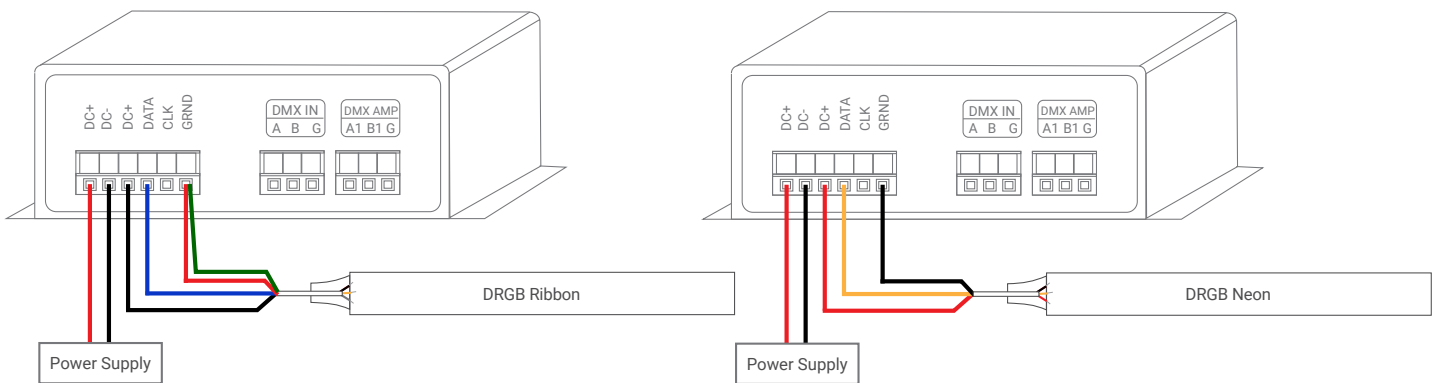 DC+
DC-
DC+
DATA
CLK
GRND
DMX IN
A B G
DMX AMP
A1 B1 G
DRGB Ribbon
Power Supply
DC+
DC-
DC+
DATA
CLK
GRND
DMX IN
A B G
DMX AMP
A1 B1 G
DRGB Neon
Power Supply